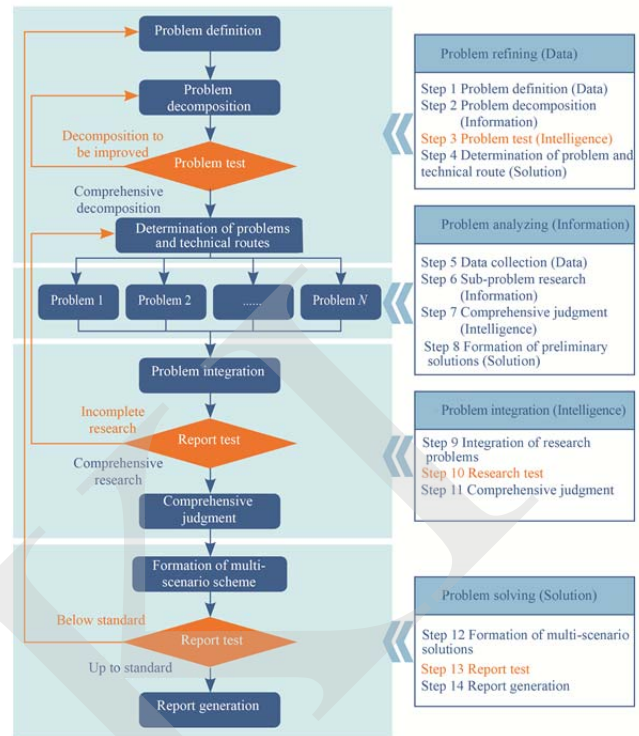 Problem definition
Problem
decomposition
Decomposition to
be improved
Problem test
Comprehensive
decomposition
Determination of problems
and technical routes
Problem 1
Problem 2
......
Problem N
Problem integration
Incomplete
research
Report test
Comprehensive
research
Comprehensive
judgment
Formation of multi-
scenario scheme
Below standard
Report test
Up to standard
Report generation
Problem refining (Data)
Step 1 Problem definition (Data)
Step 2 Problem decomposition
(Information)
Step 3 Problem test (Intelligence)
Step 4 Determination of problem and
technical route (Solution)
Problem analyzing (Information)
Step 5 Data collection (Data)
Step 6 Sub-problem research
(Information)
Step 7 Comprehensive judgment
(Intelligence)
Step 8 Formation of preliminary
solutions (Solution)
Problem integration (Intelligence)
Step 9 Integration of research
problems
Step 10 Research test
Step 11 Comprehensive judgment
Problem solving (Solution)
Step 12 Formation of multi-scenario
solutions
Step 13 Report test
Step 14 Report generation